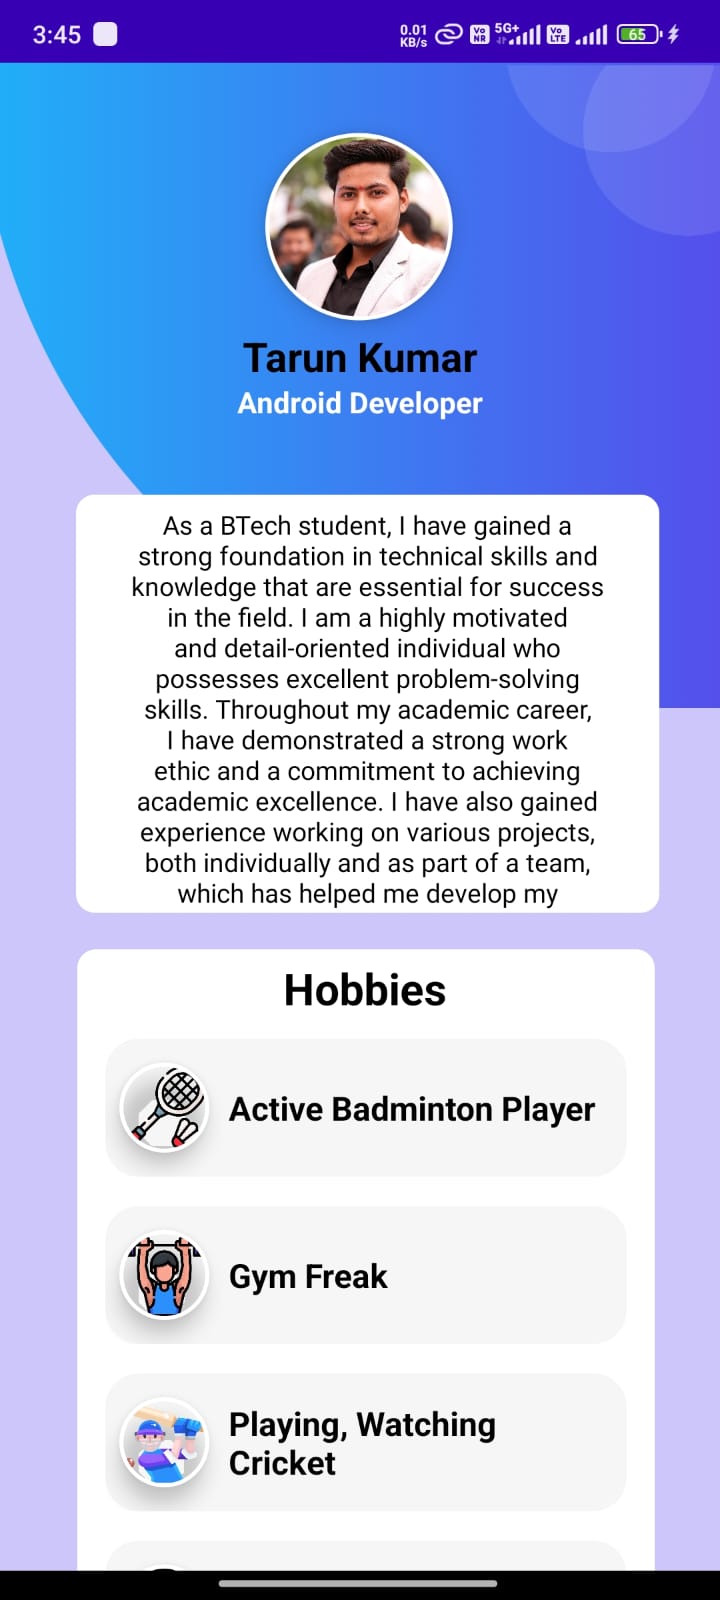 3:45
0.01
KB/s
Vo
NR
5G+
Vo
LTE
65
Tarun Kumar
Android Developer
As a BTech student, I have gained a
strong foundation in technical skills and
knowledge that are essential for success
in the field. I am a highly motivated
and detail-oriented individual who
possesses excellent problem-solving
skills. Throughout my academic career,
I have demonstrated a strong work
ethic and a commitment to achieving
academic excellence. I have also gained
experience working on various projects,
both individually and as part of a team,
which has helped me develop my
Hobbies
Active Badminton Player
Gym Freak
Playing, Watching
Cricket